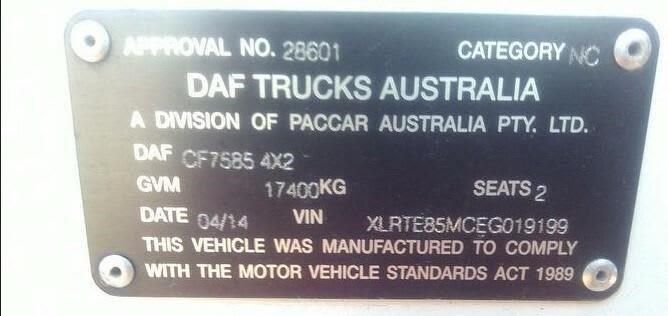 APPROVAL NO. 28601 CATEGORY NC
DAF TRUCKS AUSTRALIA
A DIVISION OF PACCAR AUSTRALIA PTY. LTD.
DAF CF7585 4X2
GVM 17400KG SEATS 2
DATE 04/14 VIN XLRTE85MCEG019199
THIS VEHICLE WAS MANUFACTURED TO COMPLY
WITH THE MOTOR VEHICLE STANDARDS ACT 1989